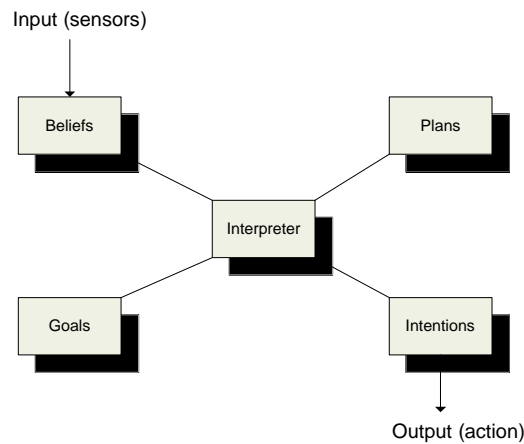 Input (sensors)
Beliefs
Plans
Interpreter
Goals
Intentions
Output (action)